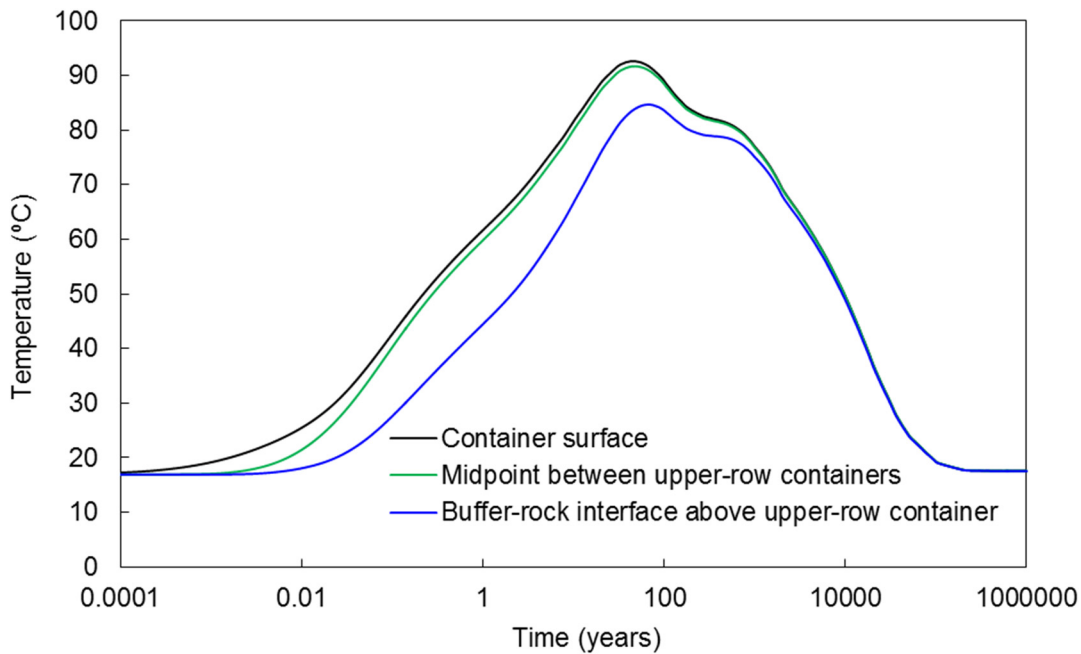 100
90
80
70
60
50
40
30
20
10
0
Temperature (ºC)
Container surface
Midpoint between upper-row containers
Buffer-rock interface above upper-row container
0.0001 0.01 1 100 10000 1000000
Time (years)